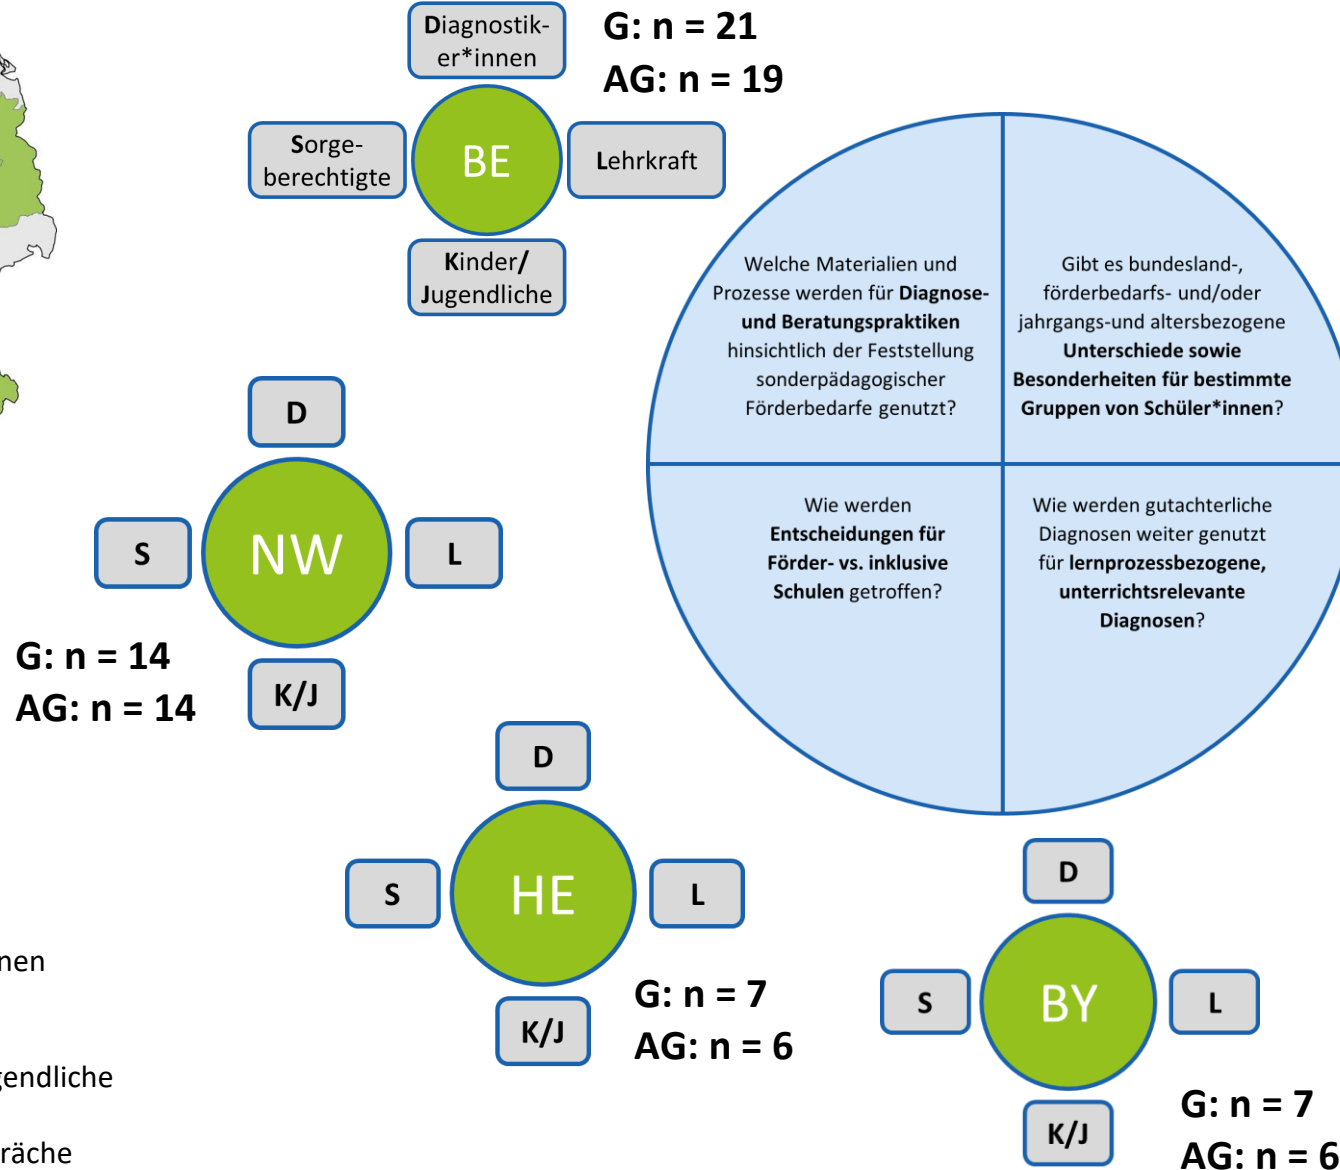 Diagnostik-
er*innen
G: n = 21
AG: n = 19
Sorge-
berechtigte
BE
Lehrkraft
Kinder/
Jugendliche
Welche Materialien und
Prozesse werden für Diagnose-
und Beratungspraktiken
hinsichtlich der Feststellung
sonderpädagogischer
Förderbedarfe genutzt?
Gibt es bundesland-,
förderbedarfs- und/oder
jahrgangs-und altersbezogene
Unterschiede sowie
Besonderheiten für bestimmte
Gruppen von Schüler*innen?
Wie werden
Entscheidungen für
Förder- vs. inklusive
Schulen getroffen?
Wie werden gutachterliche
Diagnosen weiter genutzt
für lernprozessbezogene,
unterrichtsrelevante
Diagnosen?
D
S
NW
L
K/J
G: n = 14
AG: n = 14
D
S
HE
L
K/J
G: n = 7
AG: n = 6
D
S
BY
L
K/J
G: n = 7
AG: n = 6
nen
gendliche
räche